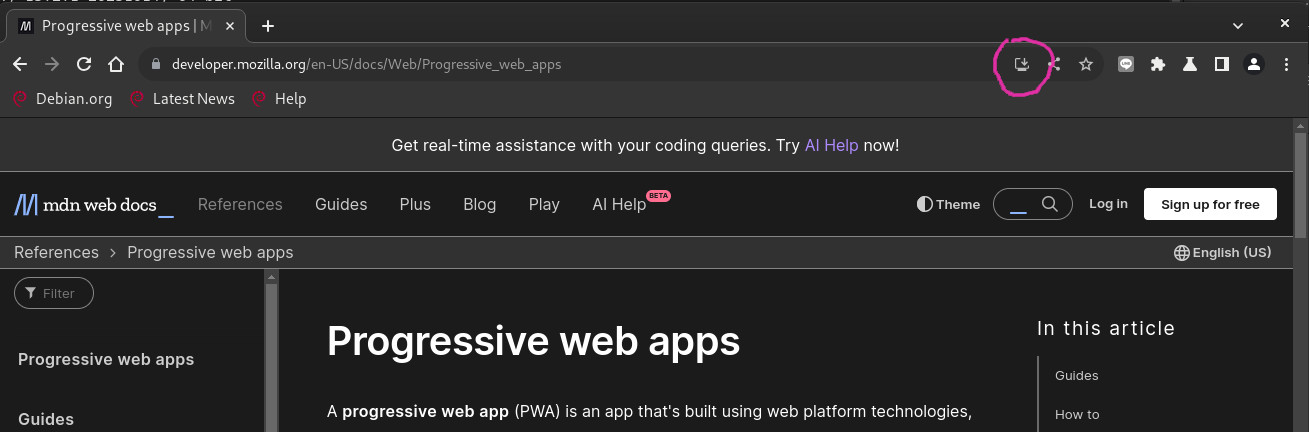 Progressive web apps | M
developer.mozilla.org/en-US/docs/Web/Progressive_web_apps
Debian.org Latest News Help
Get real-time assistance with your coding queries. Try AI Help now!
mdn web docs_ References Guides Plus Blog Play AI Help BETA Theme Log in Sign up for free
References > Progressive web apps English (US)
Filter
Progressive web apps
Guides
Progressive web apps
A progressive web app (PWA) is an app that's built using web platform technologies,
In this article
Guides
How to